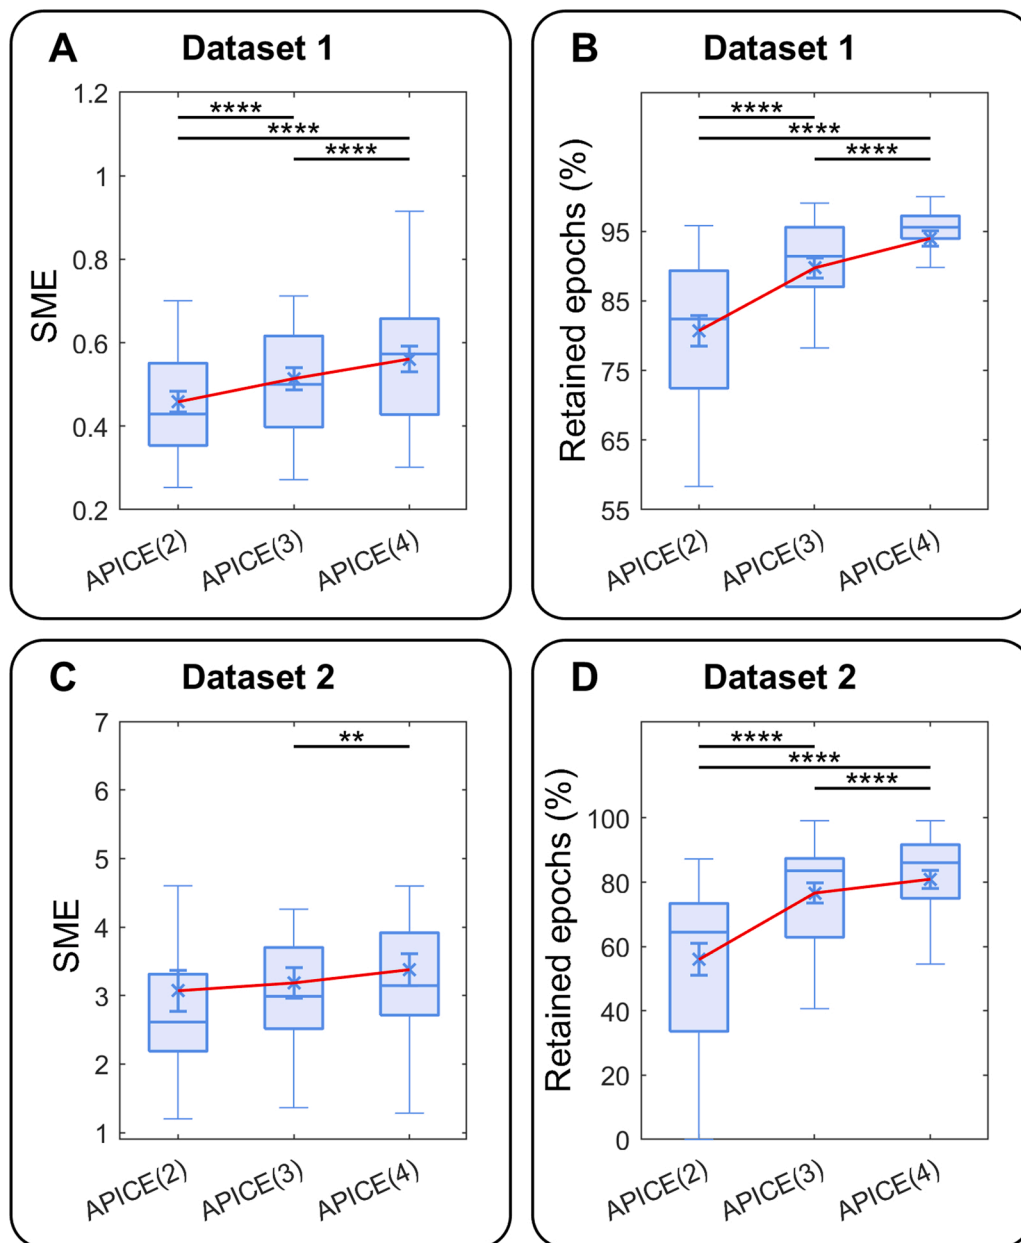 A Dataset 1
1.2
1
0.8
0.6
0.4
0.2
SME
****
****
****
APICE(2)
APICE(3)
APICE(4)
B Dataset 1
95
85
75
65
55
Retained epochs (%)
****
****
****
APICE(2)
APICE(3)
APICE(4)
C Dataset 2
7
6
5
4
3
2
1
SME
**
APICE(2)
APICE(3)
APICE(4)
D Dataset 2
100
80
60
40
20
0
Retained epochs (%)
****
****
****
APICE(2)
APICE(3)
APICE(4)